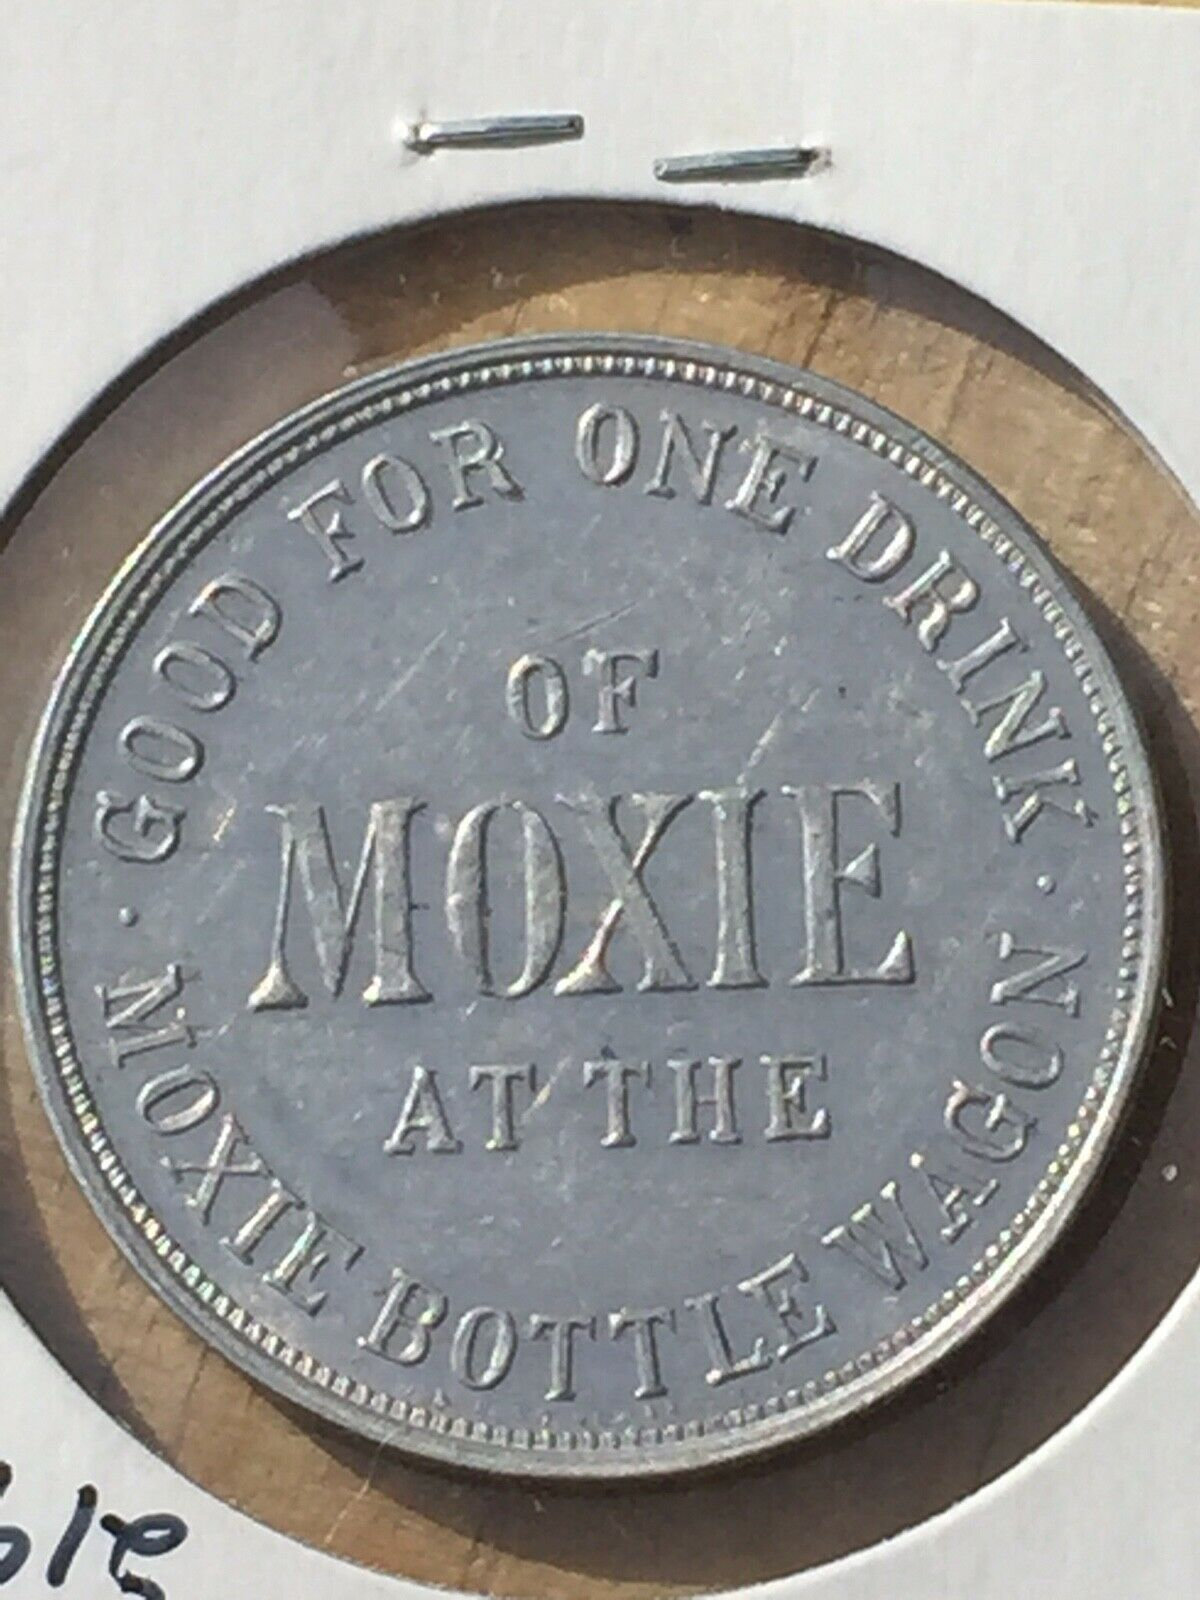 · GOOD FOR ONE DRINK ·
OF
MOXIE
AT THE
MOXIE BOTTLE WAGON